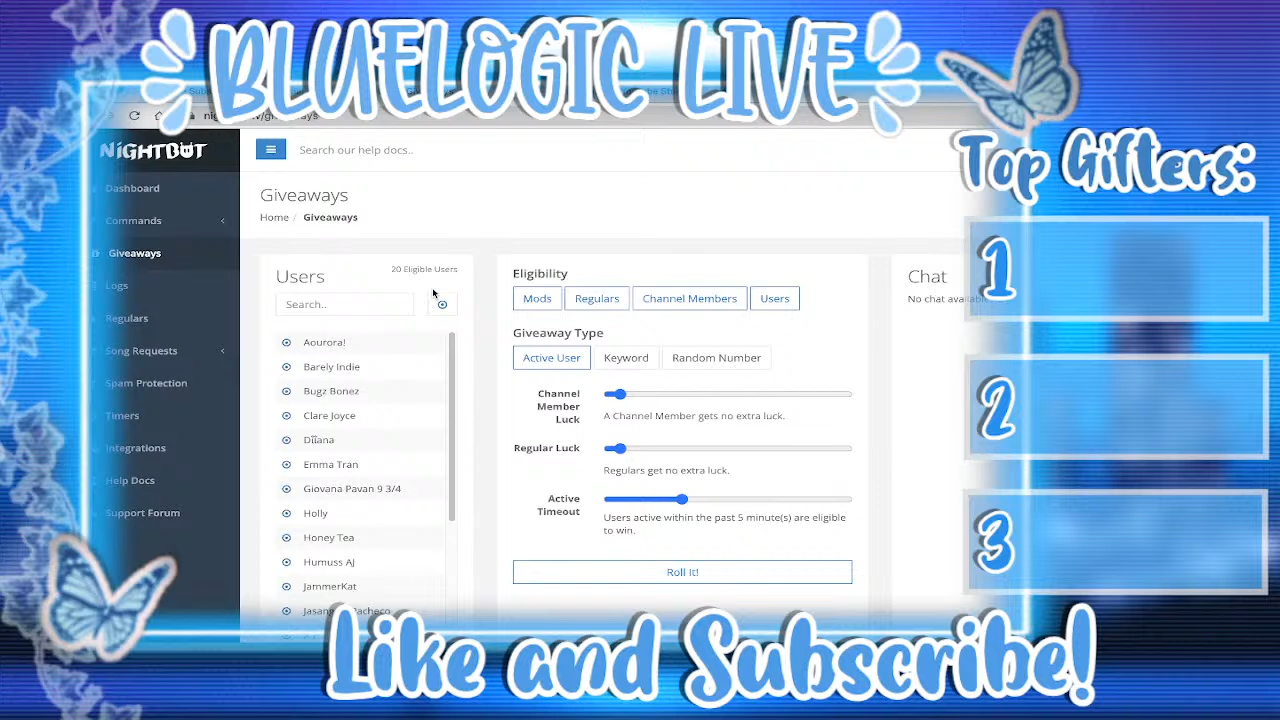 BLUELOGIC LIVE
NIGHTBOT
Search our help docs..
Top Gifters:
Dashboard
Commands
Giveaways
Logs
Regulars
Song Requests
Spam Protection
Timers
Integrations
Help Docs
Support Forum
Giveaways
Home / Giveaways
Users
20 Eligible Users
Search..
Aourora!
Barely Indie
Bugz Bonez
Clare Joyce
Dĩĩana
Emma Tran
Giovana Pavan 9 3/4
Holly
Honey Tea
Humuss AJ
JammerKat
Eligibility
Mods Regulars Channel Members Users
Giveaway Type
Active User Keyword Random Number
Channel
Member
Luck
A Channel Member gets no extra luck.
Regular Luck
Regulars get no extra luck.
Active
Timeout
Users active within the past 5 minute(s) are eligible
to win.
Roll It!
Chat
No chat
1
2
3
Like and Subscribe!